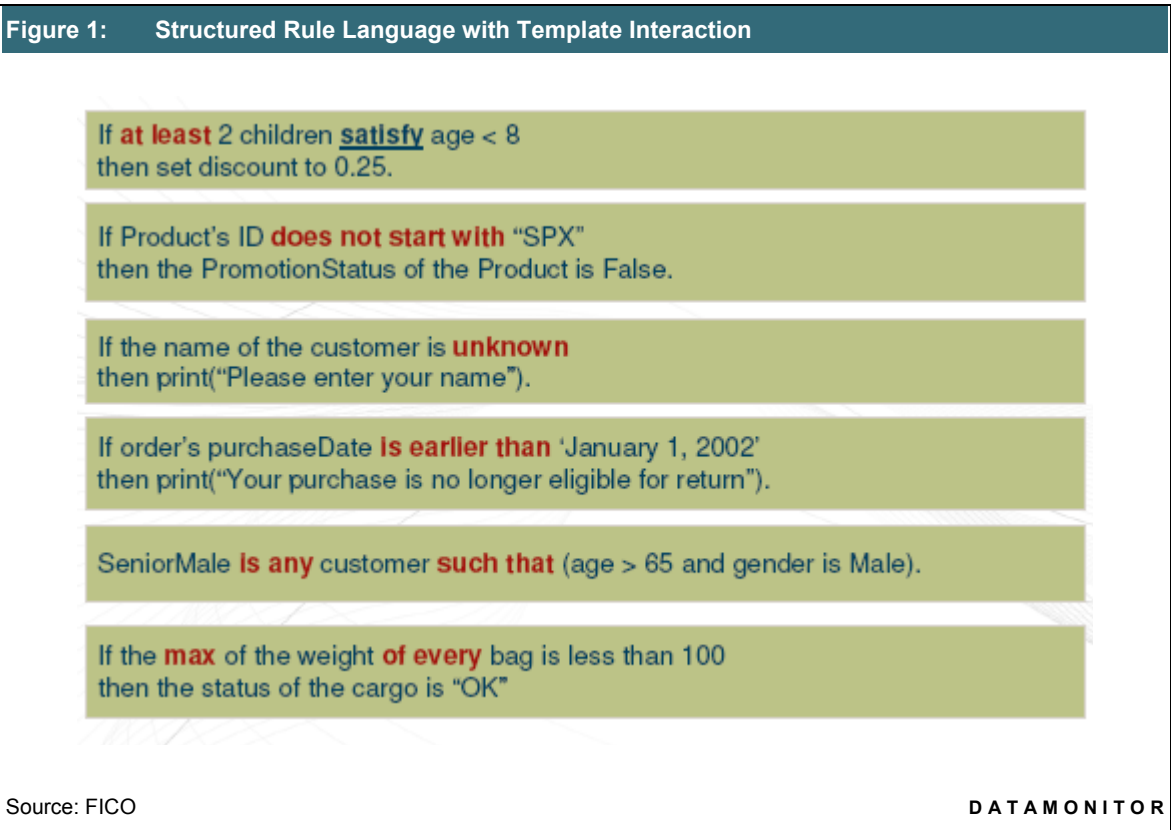 Figure 1: Structured Rule Language with Template Interaction
If at least 2 children satisfy age < 8
then set discount to 0.25.
If Product's ID does not start with “SPX”
then the PromotionStatus of the Product is False.
If the name of the customer is unknown
then print(“Please enter your name”).
If order's purchaseDate is earlier than ‘January 1, 2002’
then print(“Your purchase is no longer eligible for return”).
SeniorMale is any customer such that (age > 65 and gender is Male).
If the max of the weight of every bag is less than 100
then the status of the cargo is “OK”
Source: FICO
DATAMONITOR